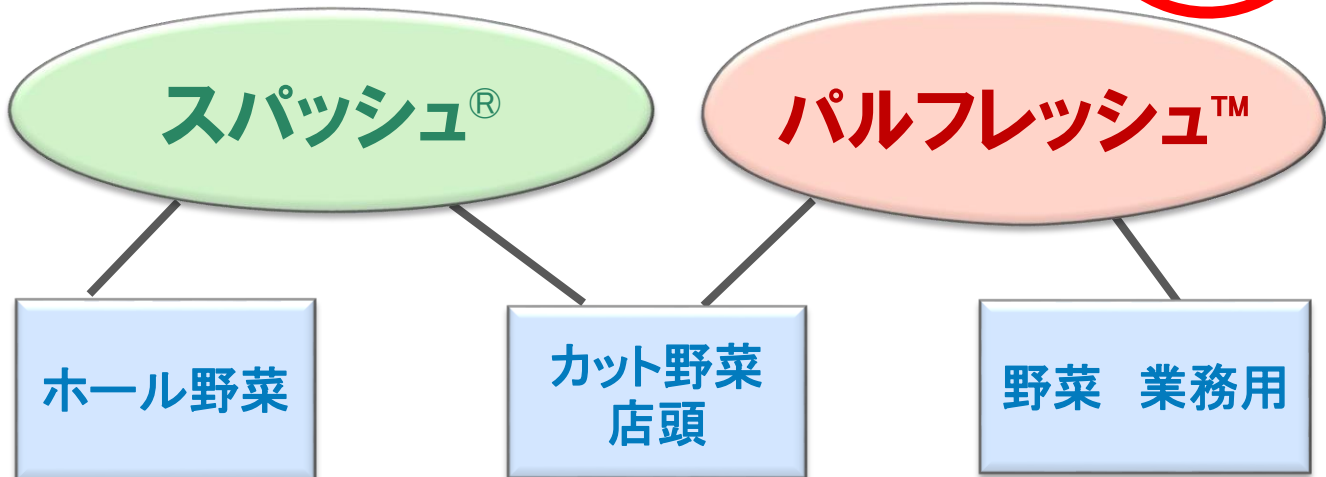 スパッシュ®
パルフレッシュ™
ホール野菜
カット野菜
店頭
野菜　業務用